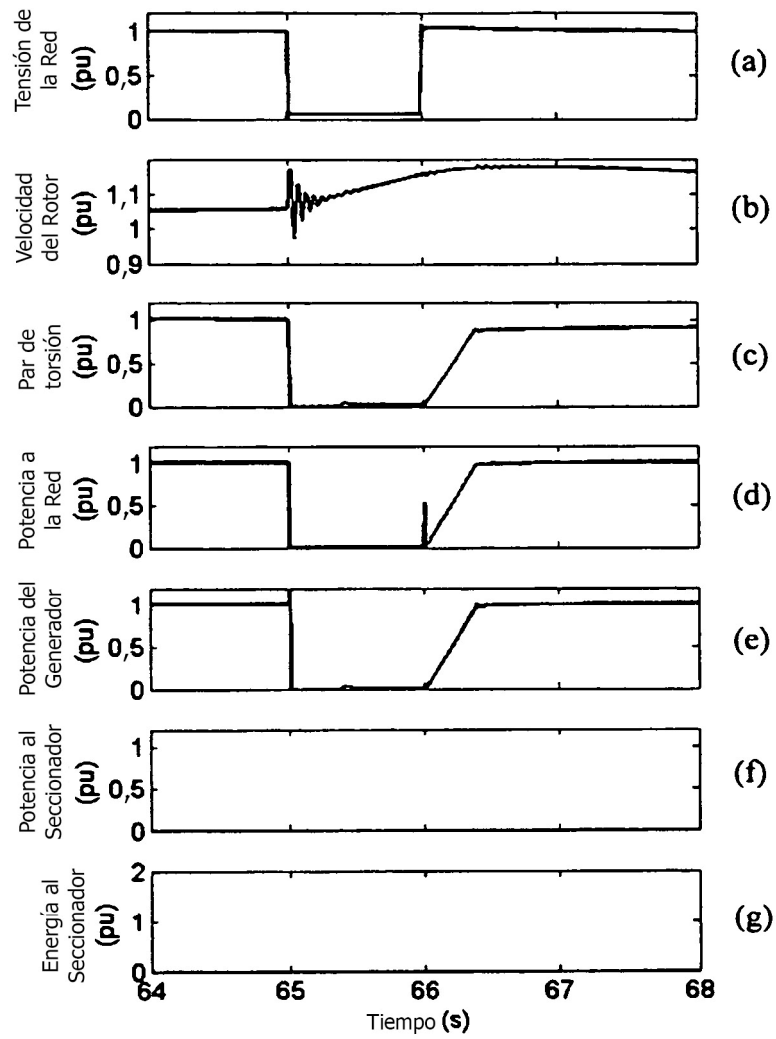 Tensión de
la Red
(pu)
1
0,5
0
(a)
Velocidad
del Rotor
(pu)
1,1
1
0,9
(b)
Par de
torsión
(pu)
1
0,5
0
(c)
Potencia a
la Red
(pu)
1
0,5
0
(d)
Potencia del
Generador
(pu)
1
0,5
0
(e)
Potencia al
Seccionador
(pu)
1
0,5
0
(f)
Energía al
Seccionador
(pu)
2
1
0
(g)
64 65 66 67 68
Tiempo (s)